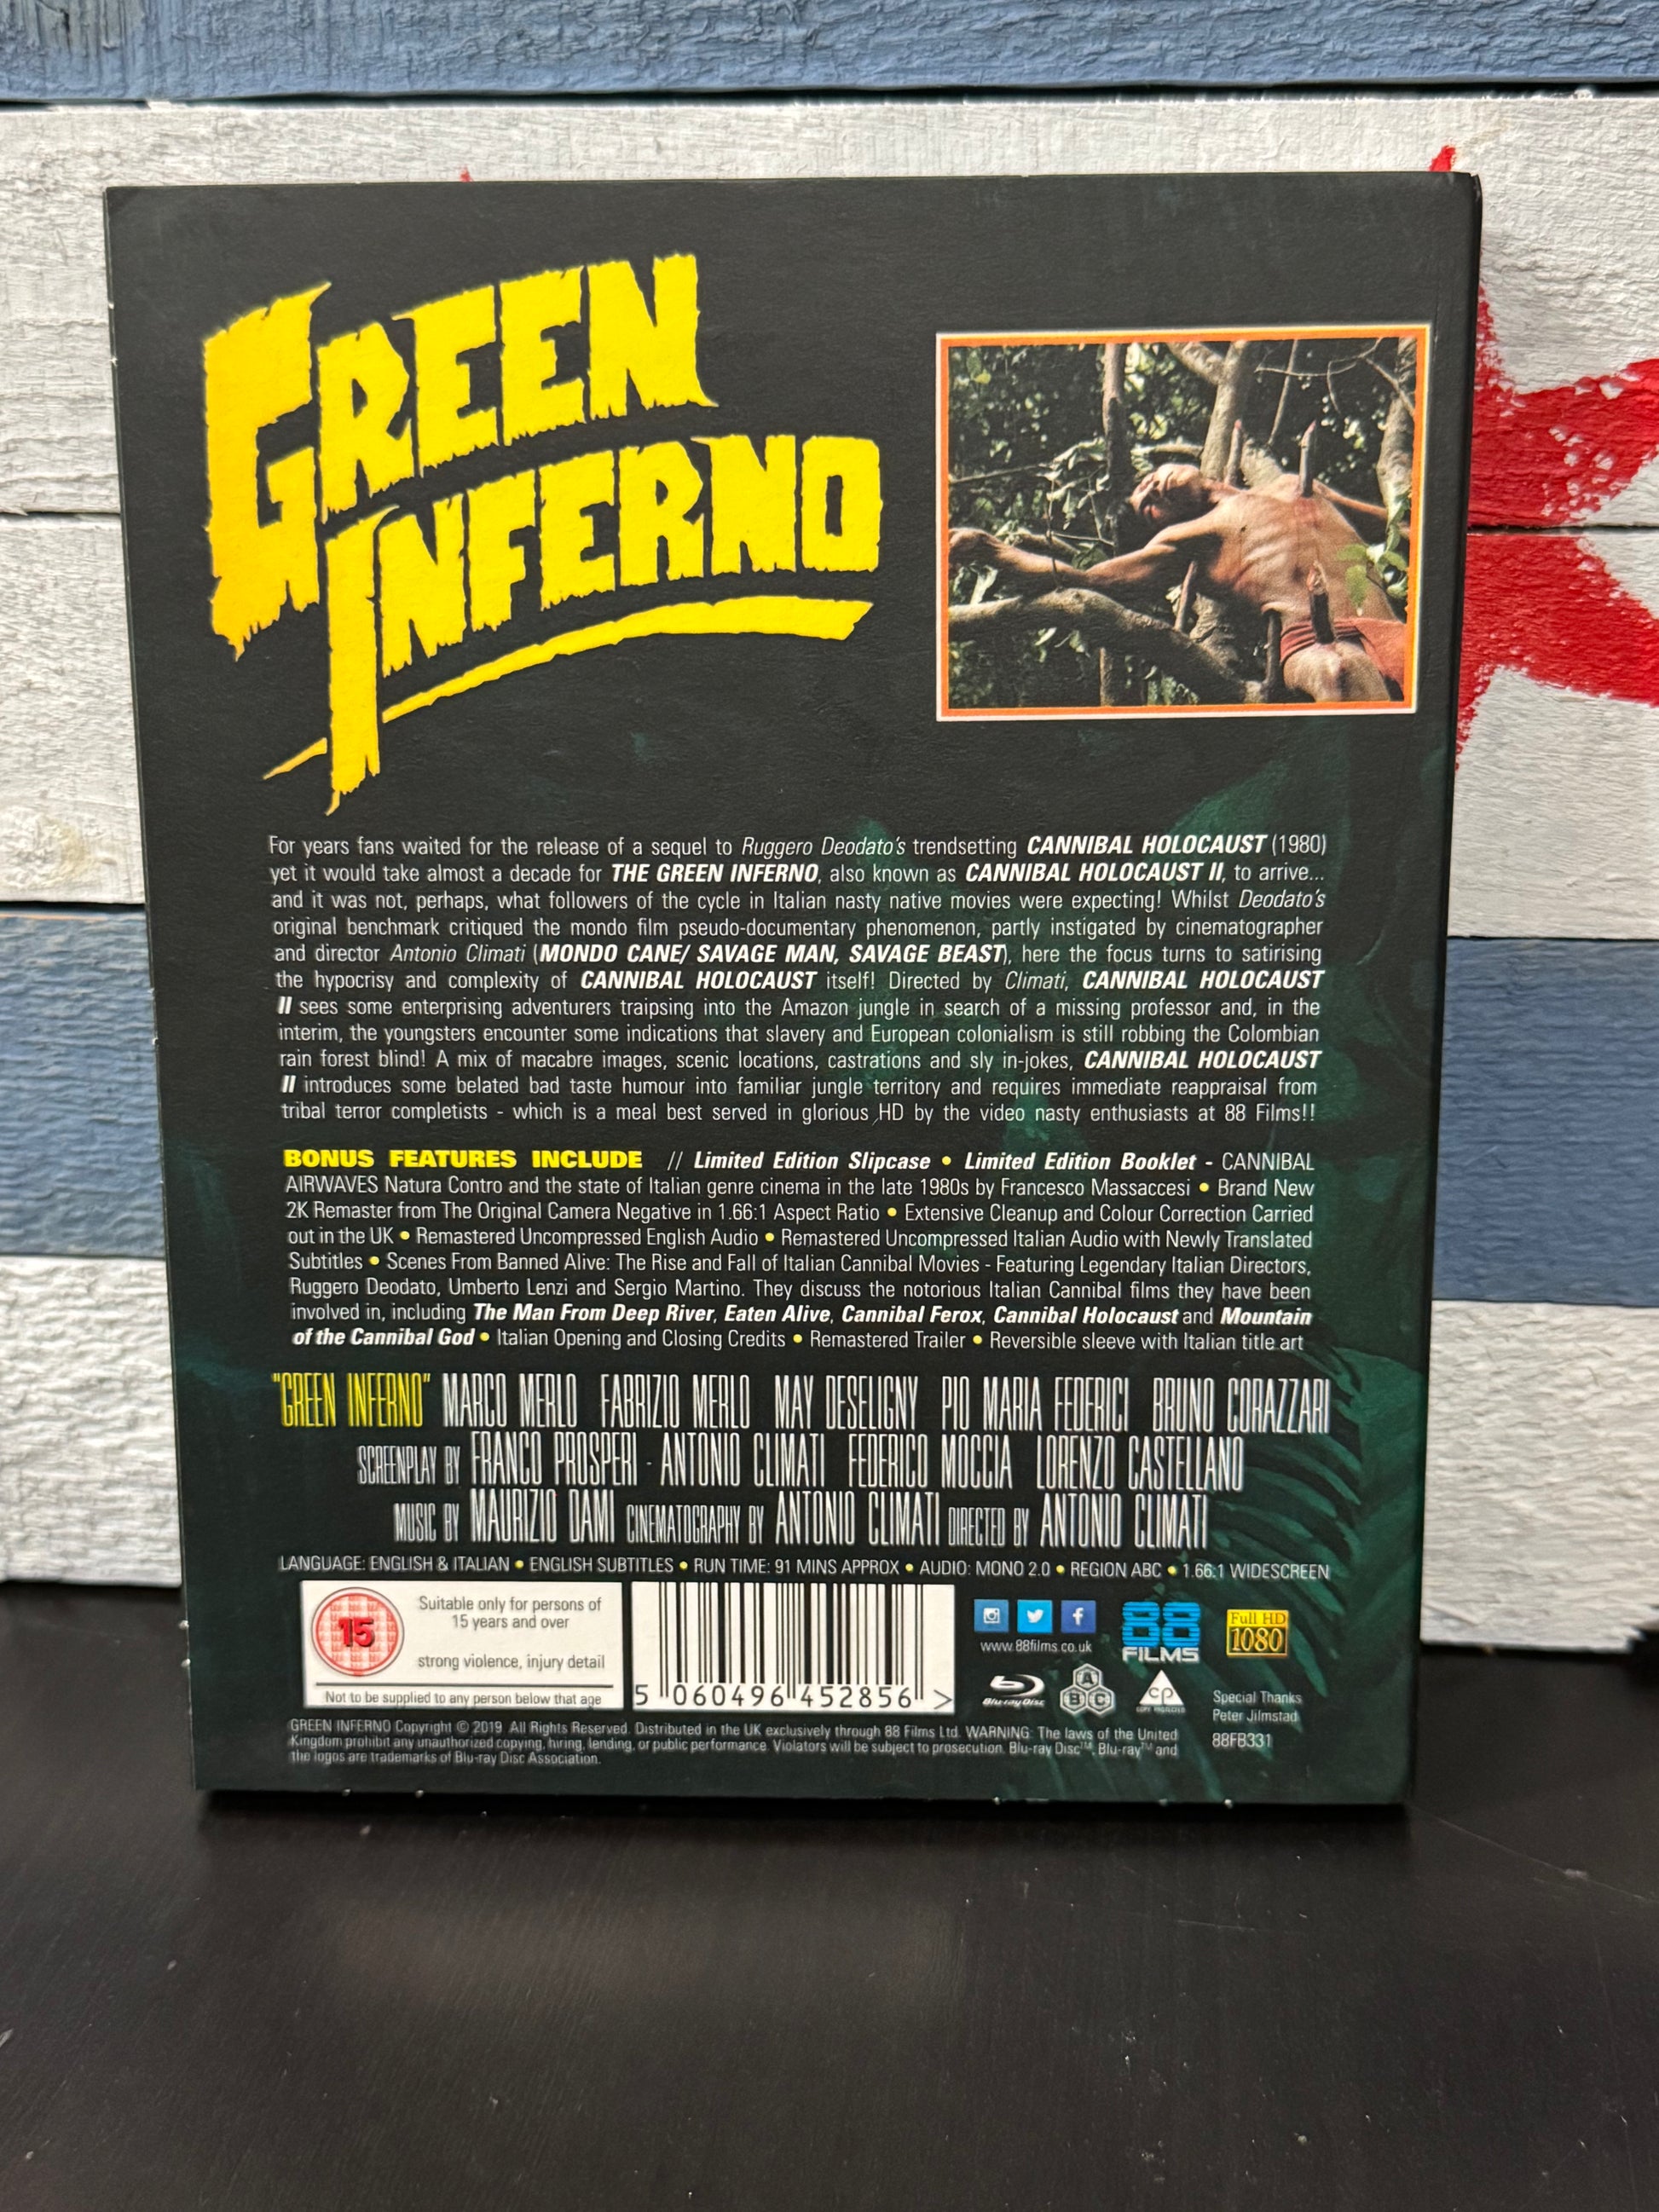 GREEN
INFERNO
For years fans waited for the release of a sequel to Ruggero Deodato's trendsetting CANNIBAL HOLOCAUST (1980)
yet it would take almost a decade for THE GREEN INFERNO, also known as CANNIBAL HOLOCAUST II, to arrive...
and it was not, perhaps, what followers of the cycle in Italian nasty native movies were expecting! Whilst Deodato's
original benchmark critiqued the mondo film pseudo-documentary phenomenon, partly instigated by cinematographer
and director Antonio Climati (MONDO CANE/ SAVAGE MAN, SAVAGE BEAST), here the focus turns to satirising
the hypocrisy and complexity of CANNIBAL HOLOCAUST itself! Directed by Climati, CANNIBAL HOLOCAUST
II sees some enterprising adventurers traipsing into the Amazon jungle in search of a missing professor and, in the
interim, the youngsters encounter some indications that slavery and European colonialism is still robbing the Colombian
rain forest blind! A mix of macabre images, scenic locations, castrations and sly in-jokes, CANNIBAL HOLOCAUST
II introduces some belated bad taste humour into familiar jungle territory and requires immediate reappraisal from
tribal terror completists - which is a meal best served in glorious HD by the video nasty enthusiasts at 88 Films!!
BONUS FEATURES INCLUDE // Limited Edition Slipcase • Limited Edition Booklet - CANNIBAL
AIRWAVES Natura Contro and the state of Italian genre cinema in the late 1980s by Francesco Massaccesi • Brand New
2K Remaster from The Original Camera Negative in 1.66:1 Aspect Ratio • Extensive Cleanup and Colour Correction Carried
out in the UK • Remastered Uncompressed English Audio • Remastered Uncompressed Italian Audio with Newly Translated
Subtitles • Scenes From Banned Alive: The Rise and Fall of Italian Cannibal Movies - Featuring Legendary Italian Directors,
Ruggero Deodato, Umberto Lenzi and Sergio Martino. They discuss the notorious Italian Cannibal films they have been
involved in, including The Man From Deep River, Eaten Alive, Cannibal Ferox, Cannibal Holocaust and Mountain
of the Cannibal God • Italian Opening and Closing Credits • Remastered Trailer • Reversible sleeve with Italian title art
"GREEN INFERNO" MARCO MERLO FABRIZIO MERLO MAY DESELIGNY PIO MARIA FEDERICI BRUNO CORAZZARI
SCREENPLAY BY FRANCO PROSPERI - ANTONIO CLIMATI FEDERICO MOCCIA LORENZO CASTELLANO
MUSIC BY MAURIZIO DAMI CINEMATOGRAPHY BY ANTONIO CLIMATI DIRECTED BY ANTONIO CLIMATI
LANGUAGE: ENGLISH & ITALIAN • ENGLISH SUBTITLES • RUN TIME: 91 MINS APPROX • AUDIO: MONO 2.0 • REGION ABC • 1.66:1 WIDESCREEN
15
Suitable only for persons of
15 years and over
strong violence, injury detail
Not to be supplied to any person below that age
5 060496 452856 >
www.88films.co.uk
88
FILMS
Full HD
1080
Blu-ray Disc
A
B C
CP
Special Thanks
Peter Jilmstad
88FB331
GREEN INFERNO Copyright © 2019 All Rights Reserved. Distributed in the UK exclusively through 88 Films Ltd. WARNING: The laws of the United
Kingdom prohibit any unauthorized copying, hiring, lending, or public performance. Violators will be subject to prosecution. Blu-ray Disc™, Blu-ray™ and
the logos are trademarks of Blu-ray Disc Association.